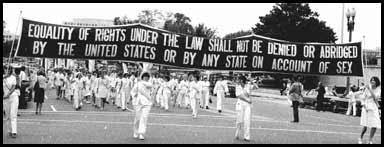 EQUALITY OF RIGHTS UNDER THE LAW SHALL NOT BE DENIED OR ABRIDGED
BY THE UNITED STATES OR BY ANY STATE ON ACCOUNT OF SEX